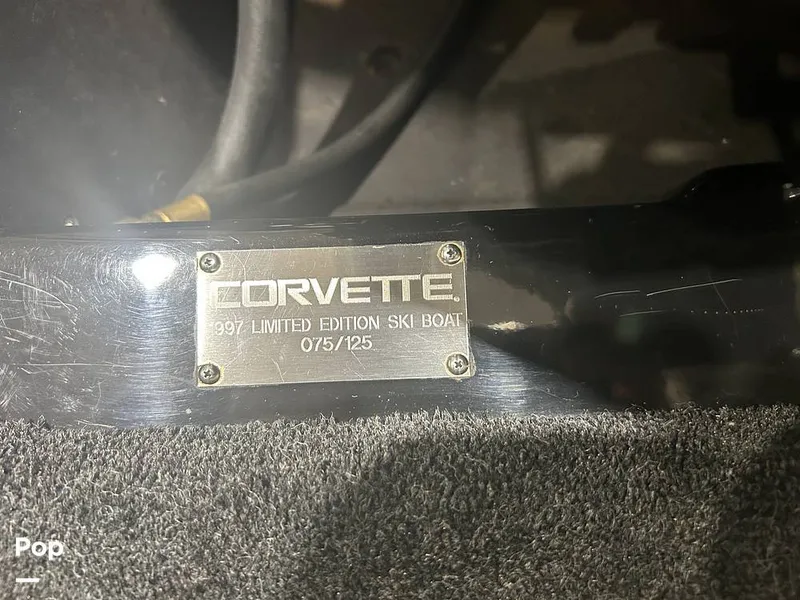 CORVETTE.
997 LIMITED EDITION SKI BOAT
075/125
Pop